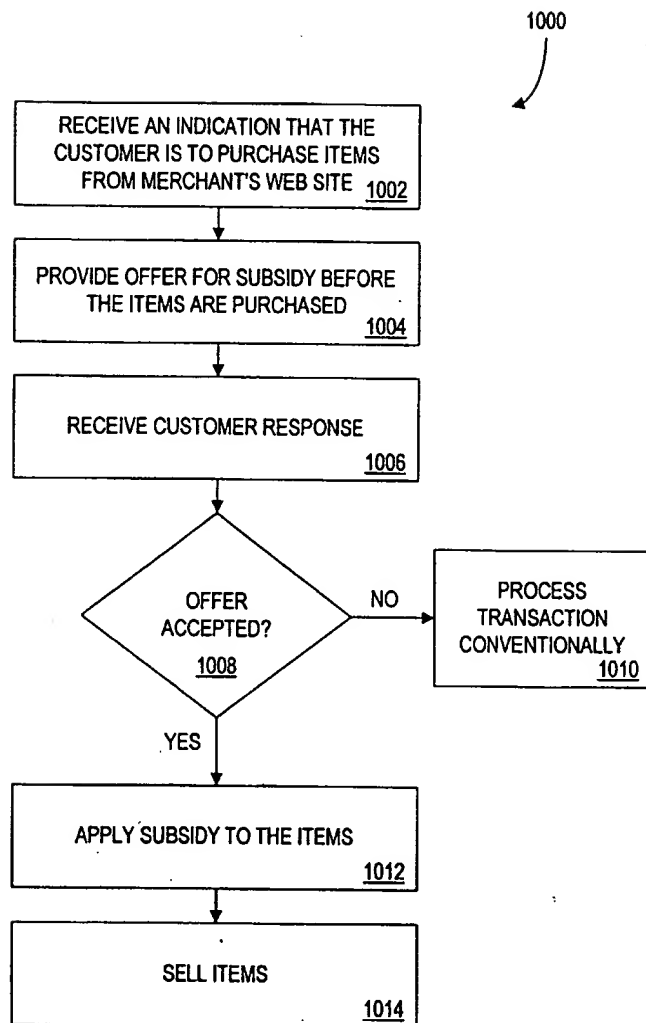 1000
RECEIVE AN INDICATION THAT THE
CUSTOMER IS TO PURCHASE ITEMS
FROM MERCHANT'S WEB SITE
1002
PROVIDE OFFER FOR SUBSIDY BEFORE
THE ITEMS ARE PURCHASED
1004
RECEIVE CUSTOMER RESPONSE
1006
OFFER
ACCEPTED?
1008
NO
PROCESS
TRANSACTION
CONVENTIONALLY
1010
YES
APPLY SUBSIDY TO THE ITEMS
1012
SELL ITEMS
1014